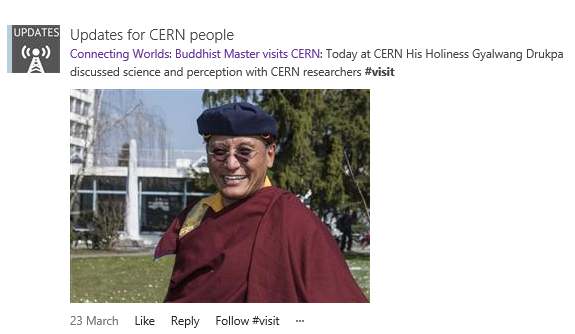 UPDATES
Updates for CERN people
Connecting Worlds: Buddhist Master visits CERN: Today at CERN His Holiness Gyalwang Drukpa
discussed science and perception with CERN researchers #visit
23 March Like Reply Follow #visit ···